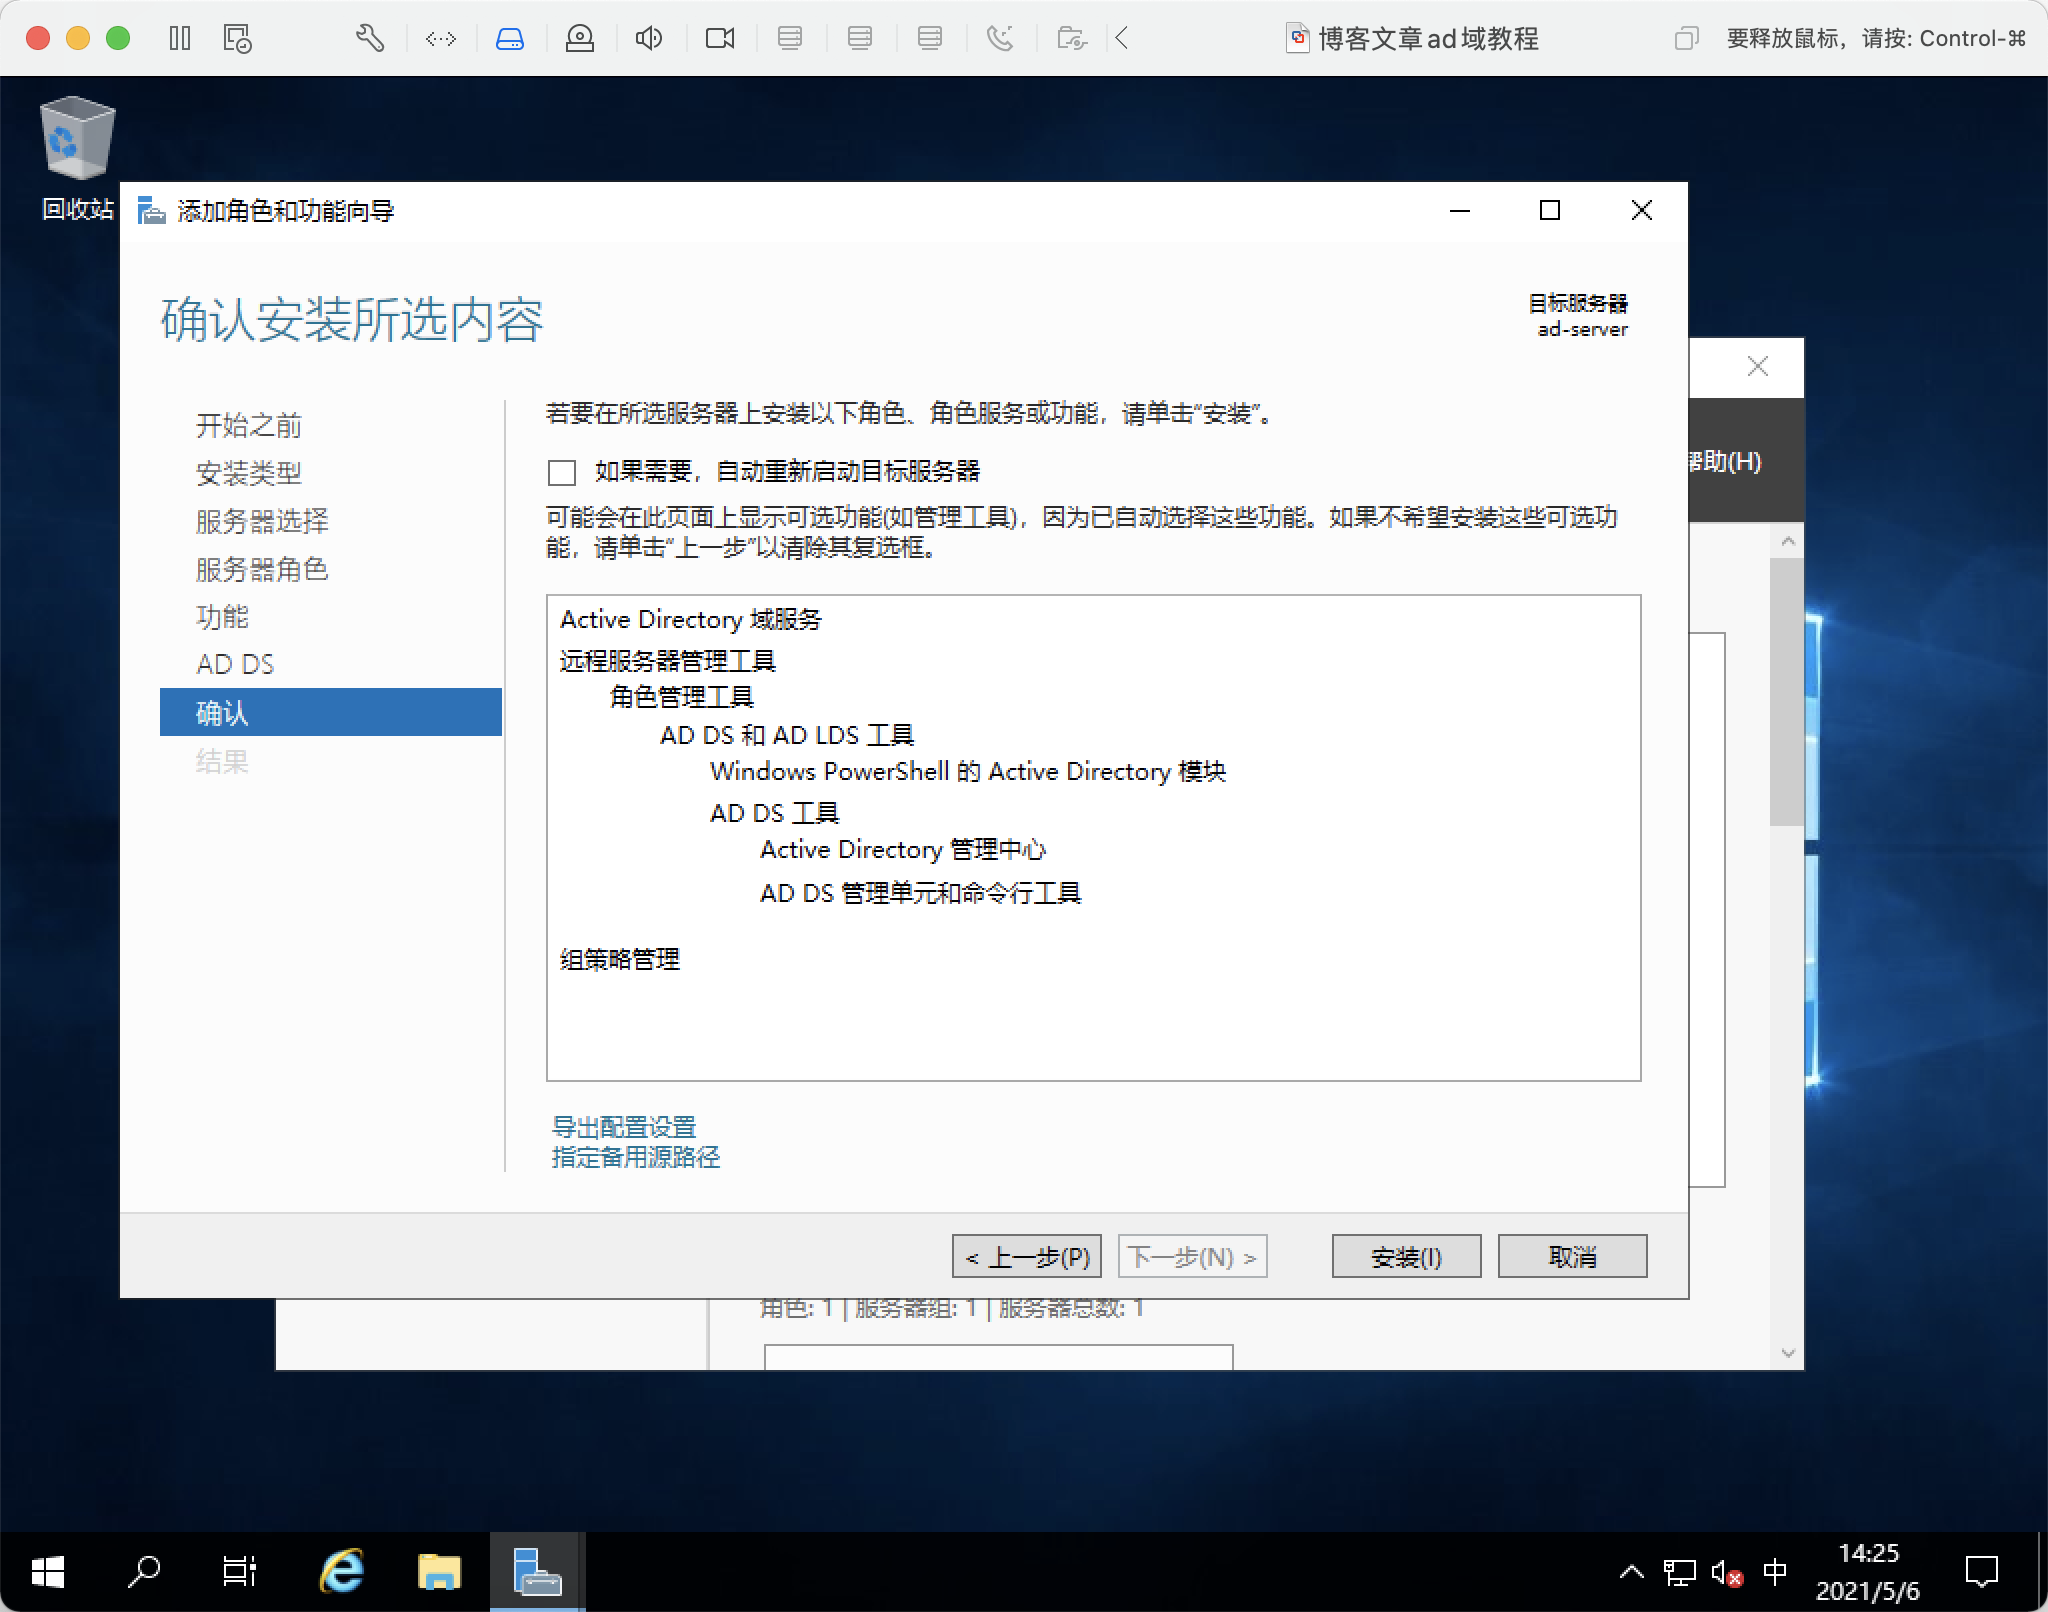 博客文章ad域教程
要释放鼠标，请按: Control-⌘
回收站
添加角色和功能向导
确认安装所选内容
目标服务器
ad-server
开始之前
安装类型
服务器选择
服务器角色
功能
AD DS
确认
结果
若要在所选服务器上安装以下角色、角色服务或功能，请单击“安装”。
如果需要，自动重新启动目标服务器
可能会在此页面上显示可选功能(如管理工具)，因为已自动选择这些功能。如果不希望安装这些可选功
能，请单击“上一步”以清除其复选框。
Active Directory 域服务
远程服务器管理工具
角色管理工具
AD DS 和 AD LDS 工具
Windows PowerShell 的 Active Directory 模块
AD DS 工具
Active Directory 管理中心
AD DS 管理单元和命令行工具
组策略管理
导出配置设置
指定备用源路径
< 上一步(P)
下一步(N) >
安装(I)
取消
帮助(H)
角色: 1 | 服务器组: 1 | 服务器总数: 1
中
14:25
2021/5/6